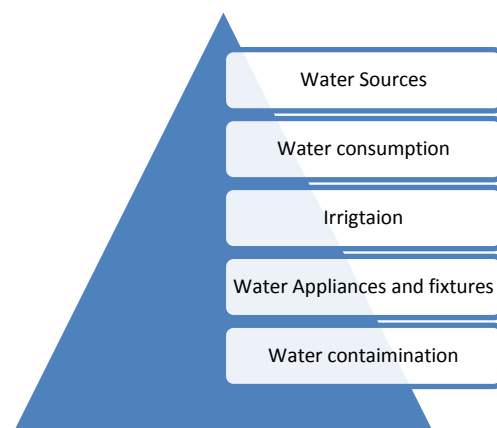 Water Sources
Water consumption
Irrigtaion
Water Appliances and fixtures
Water contaimination